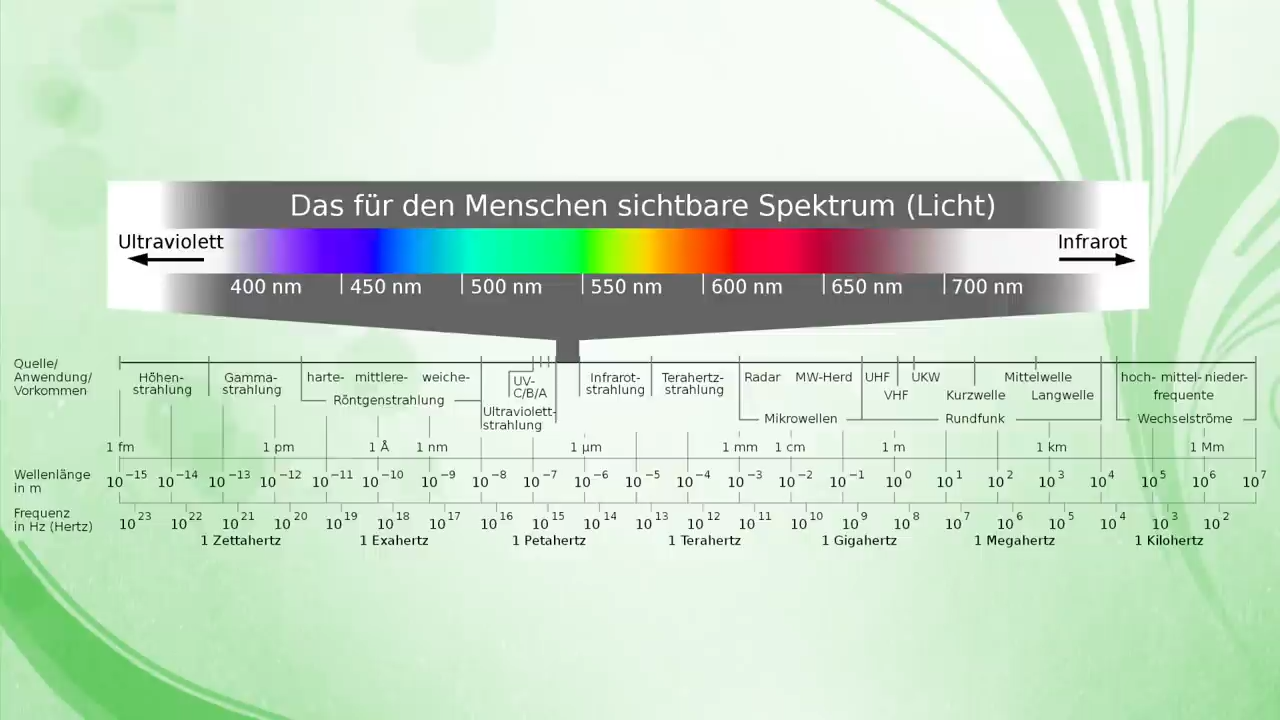 Das für den Menschen sichtbare Spektrum (Licht)
Ultraviolett
Infrarot
400 nm 450 nm 500 nm 550 nm 600 nm 650 nm 700 nm
Quelle/
Anwendung/
Vorkommen
Höhen-
strahlung
Gamma-
strahlung
harte- mittlere- weiche-
Röntgenstrahlung
UV-
C/B/A
Ultraviolett-
strahlung
Infrarot-
strahlung
Terahertz-
strahlung
Radar MW-Herd
Mikrowellen
UHF UKW Mittelwelle
VHF Kurzwelle Langwelle
Rundfunk
hoch- mittel- nieder-
frequente
Wechselströme
1 fm 1 pm 1 Å 1 nm 1 µm 1 mm 1 cm 1 m 1 km 1 Mm
Wellenlänge
in m
10⁻¹⁵ 10⁻¹⁴ 10⁻¹³ 10⁻¹² 10⁻¹¹ 10⁻¹⁰ 10⁻⁹ 10⁻⁸ 10⁻⁷ 10⁻⁶ 10⁻⁵ 10⁻⁴ 10⁻³ 10⁻² 10⁻¹ 10⁰ 10¹ 10² 10³ 10⁴ 10⁵ 10⁶ 10⁷
Frequenz
in Hz (Hertz)
10²³ 10²² 10²¹ 10²⁰ 10¹⁹ 10¹⁸ 10¹⁷ 10¹⁶ 10¹⁵ 10¹⁴ 10¹³ 10¹² 10¹¹ 10¹⁰ 10⁹ 10⁸ 10⁷ 10⁶ 10⁵ 10⁴ 10³ 10²
1 Zettahertz 1 Exahertz 1 Petahertz 1 Terahertz 1 Gigahertz 1 Megahertz 1 Kilohertz